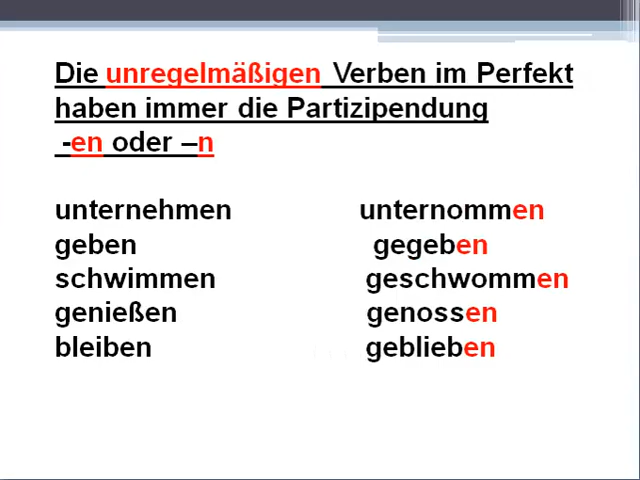 Die unregelmäßigen Verben im Perfekt
haben immer die Partizipendung
-en oder –n
unternehmen unternommen
geben gegeben
schwimmen geschwommen
genießen genossen
bleiben geblieben